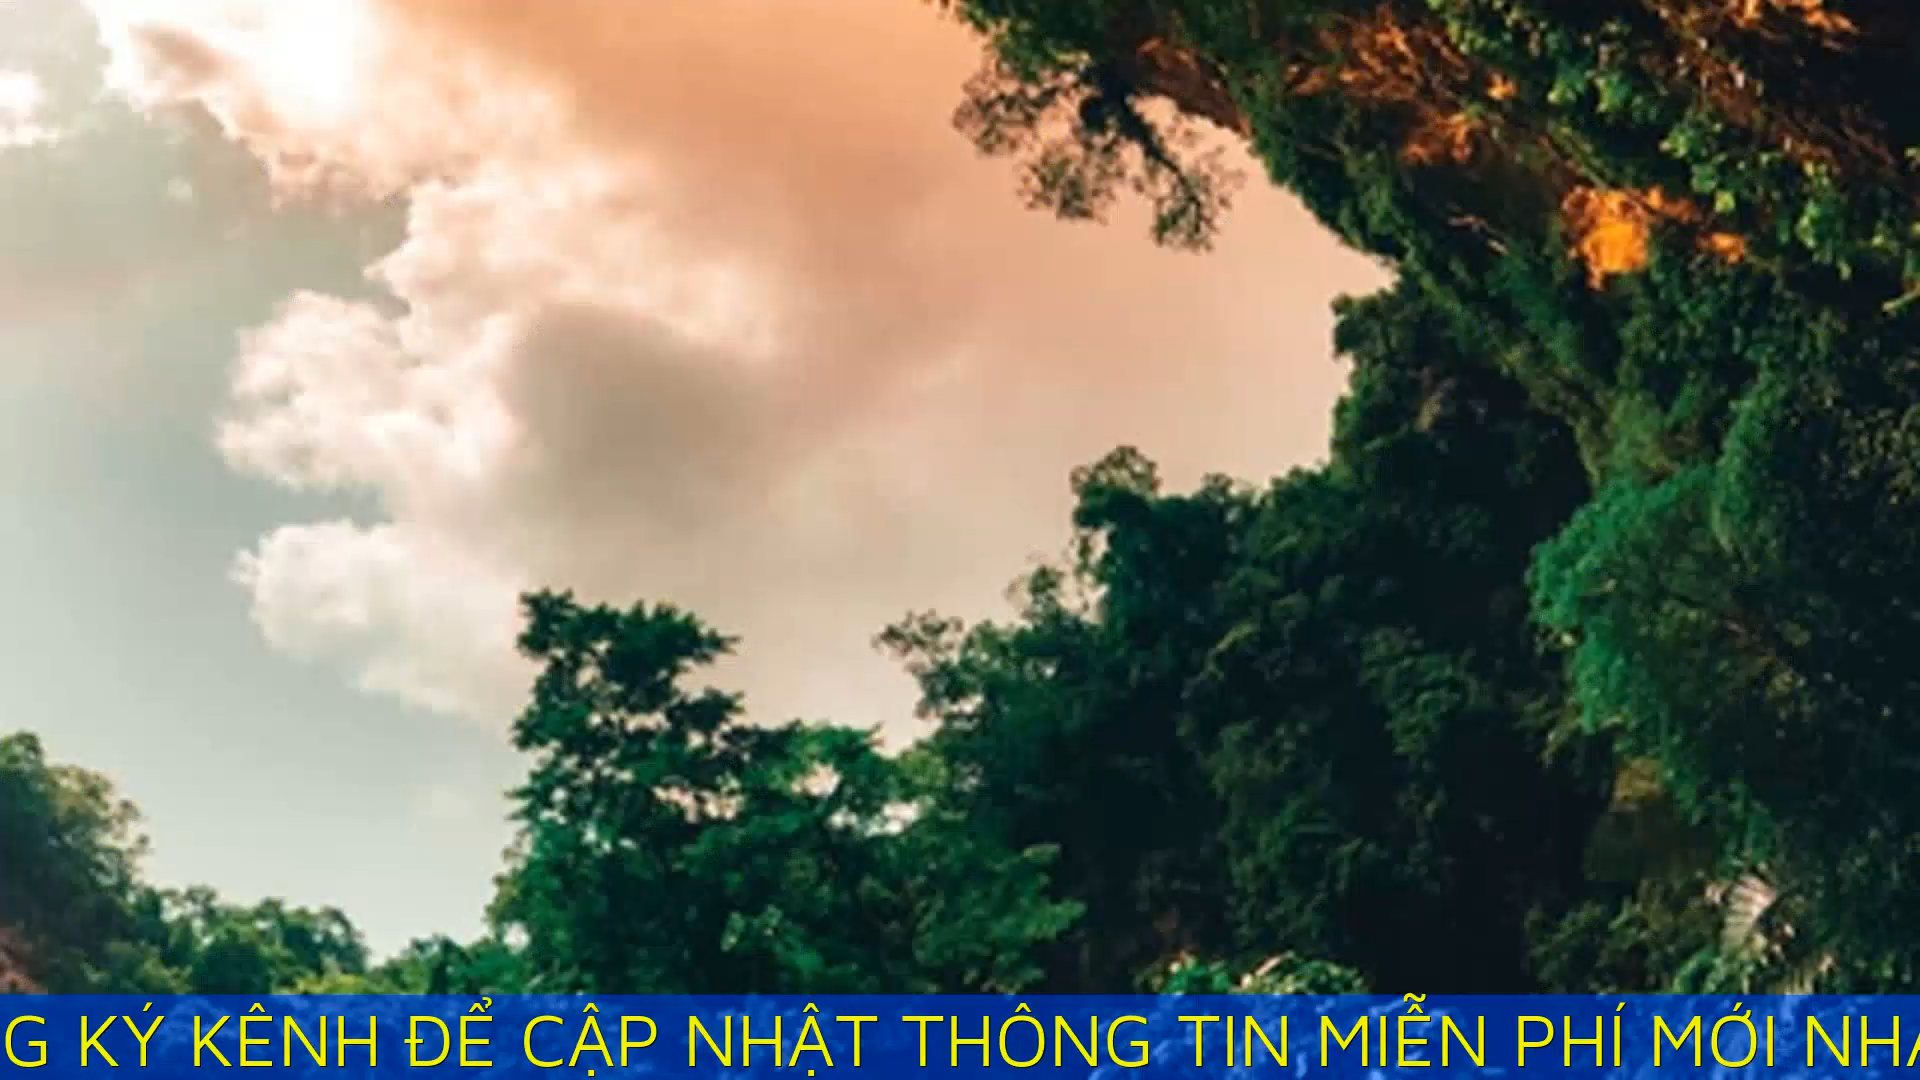 G KÝ KÊNH ĐỂ CẬP NHẬT THÔNG TIN MIỄN PHÍ MỚI NH